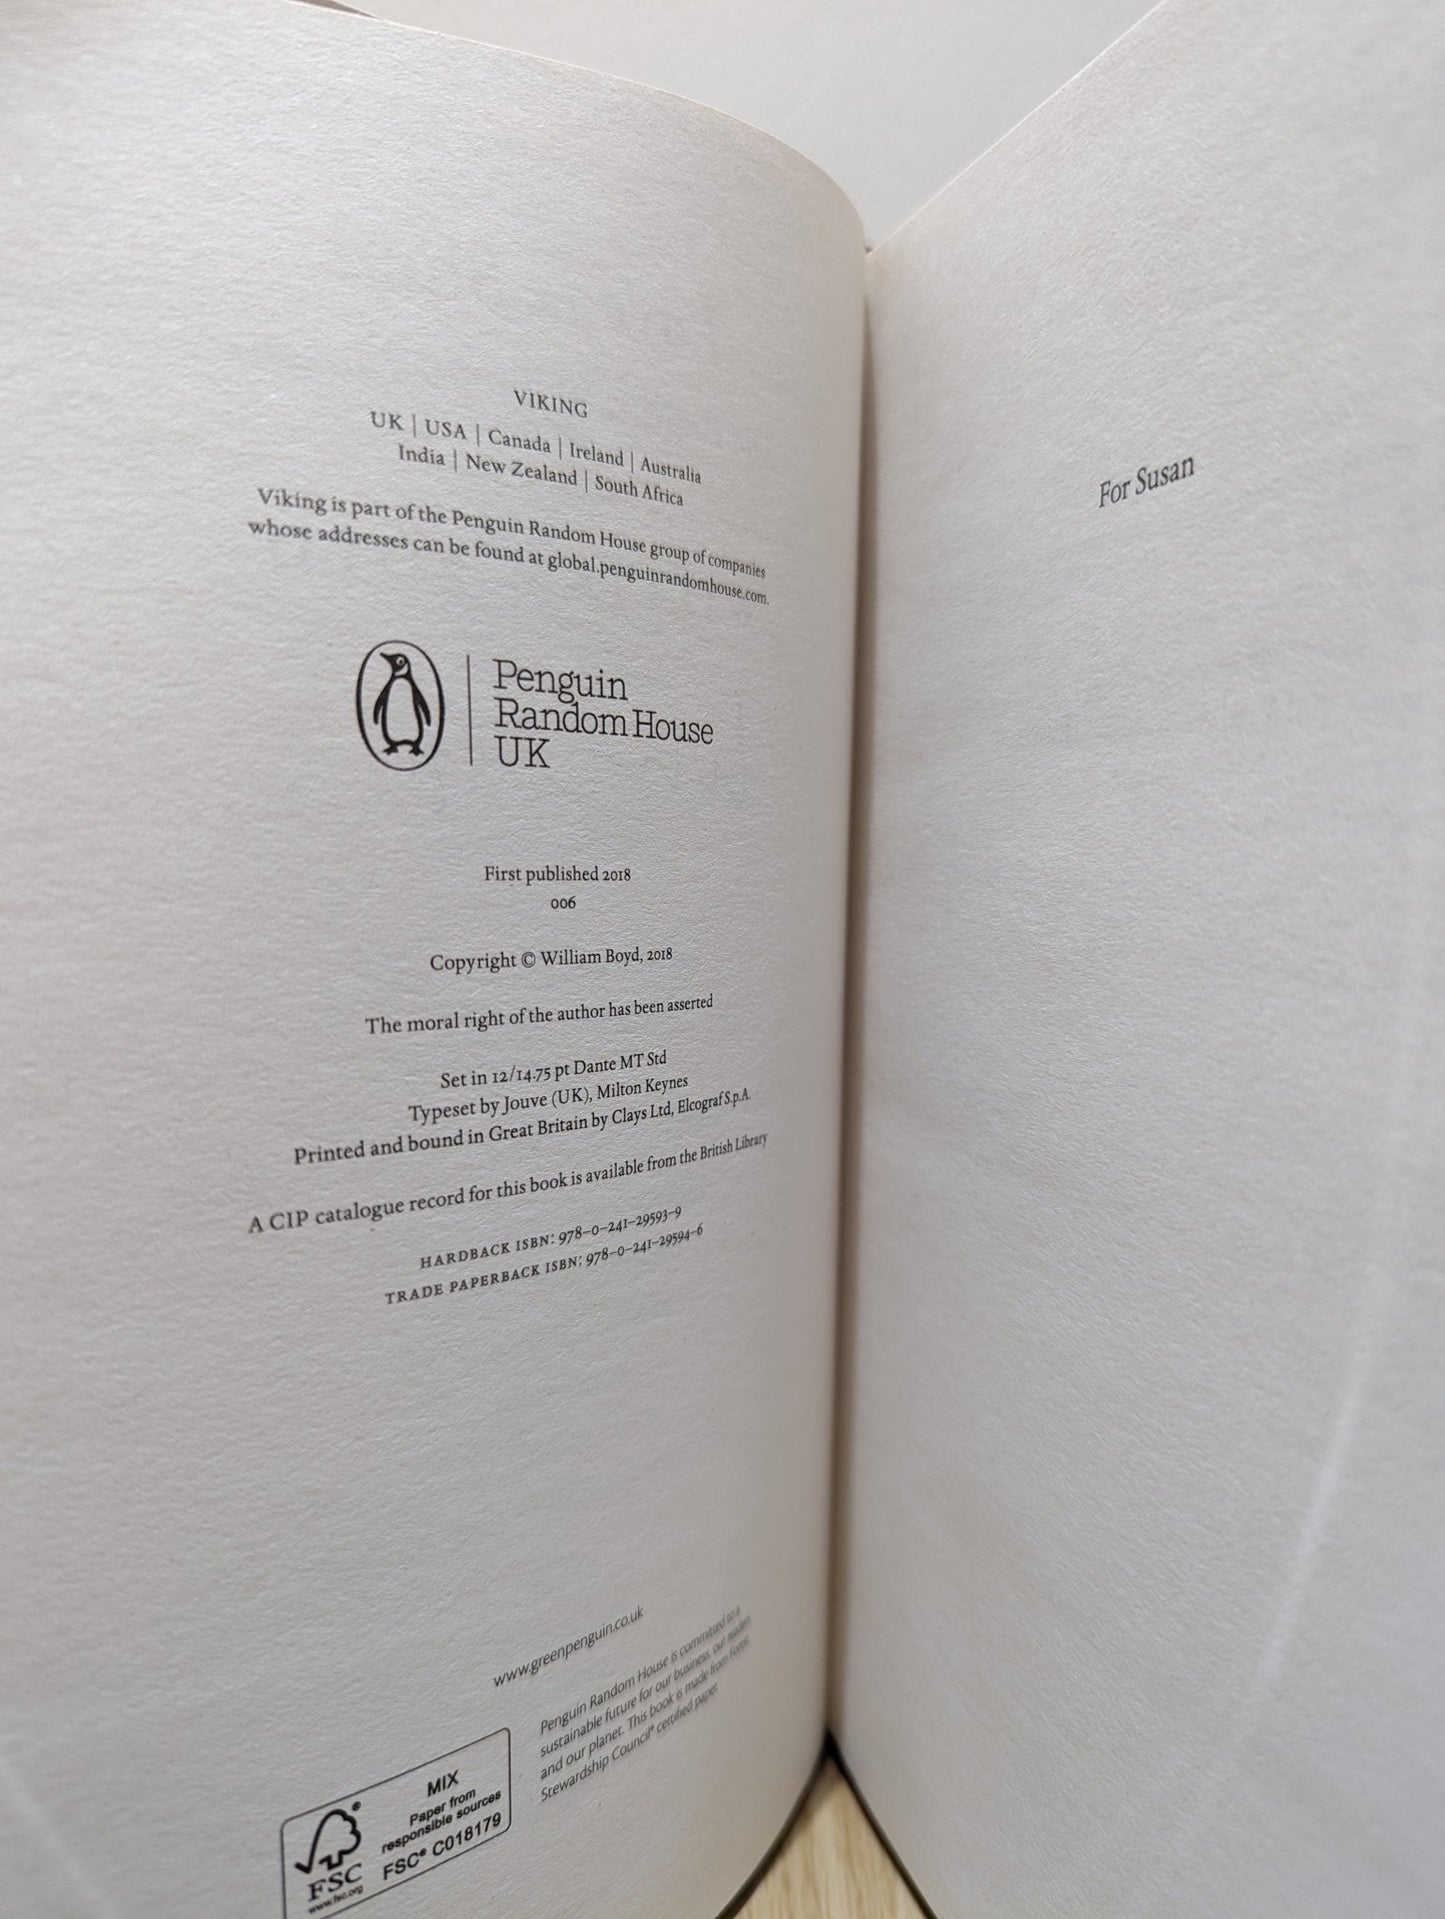 VIKING
UK | USA | Canada | Ireland | Australia
India | New Zealand | South Africa
Viking is part of the Penguin Random House group of companies
whose addresses can be found at global.penguinrandomhouse.com.
Penguin
Random House
UK
First published 2018
006
Copyright © William Boyd, 2018
The moral right of the author has been asserted
Set in 12/14.75 pt Dante MT Std
Typeset by Jouve (UK), Milton Keynes
Printed and bound in Great Britain by Clays Ltd, Elcograf S.p.A.
A CIP catalogue record for this book is available from the British Library
HARDBACK ISBN: 978–0–241–29593–9
TRADE PAPERBACK ISBN: 978–0–241–29594–6
www.greenpenguin.co.uk
Penguin Random House is committed to a
sustainable future for our business, our readers
and our planet. This book is made from Forest
Stewardship Council® certified paper.
MIX
Paper from
responsible sources
FSC® C018179
®
FSC
www.fsc.org
For Susan